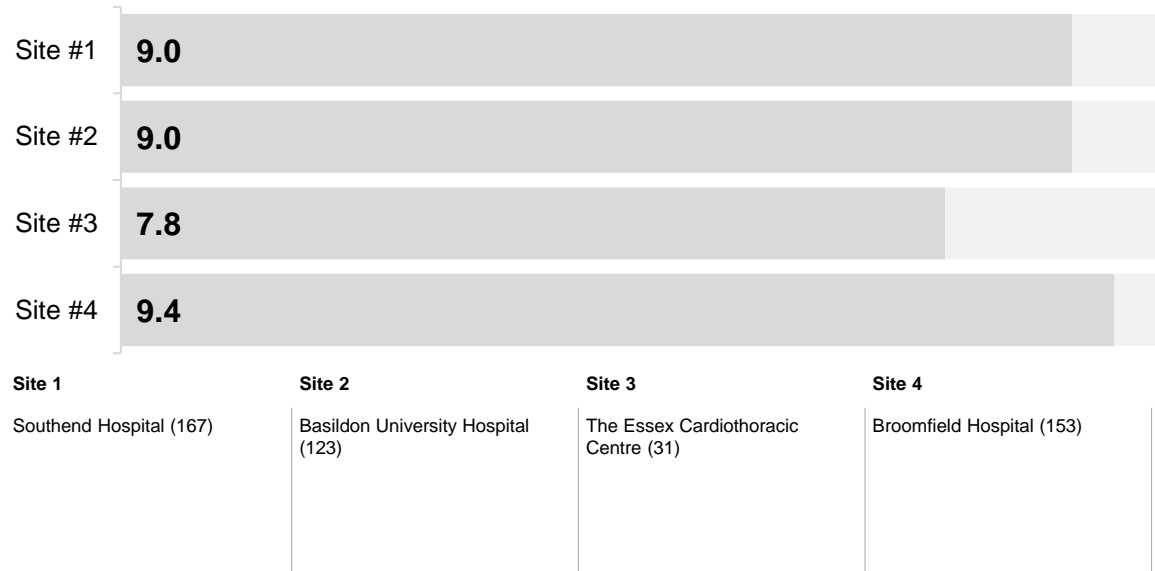 Site #1 9.0
Site #2 9.0
Site #3 7.8
Site #4 9.4
Site 1
Southend Hospital (167)
Site 2
Basildon University Hospital
(123)
Site 3
The Essex Cardiothoracic
Centre (31)
Site 4
Broomfield Hospital (153)